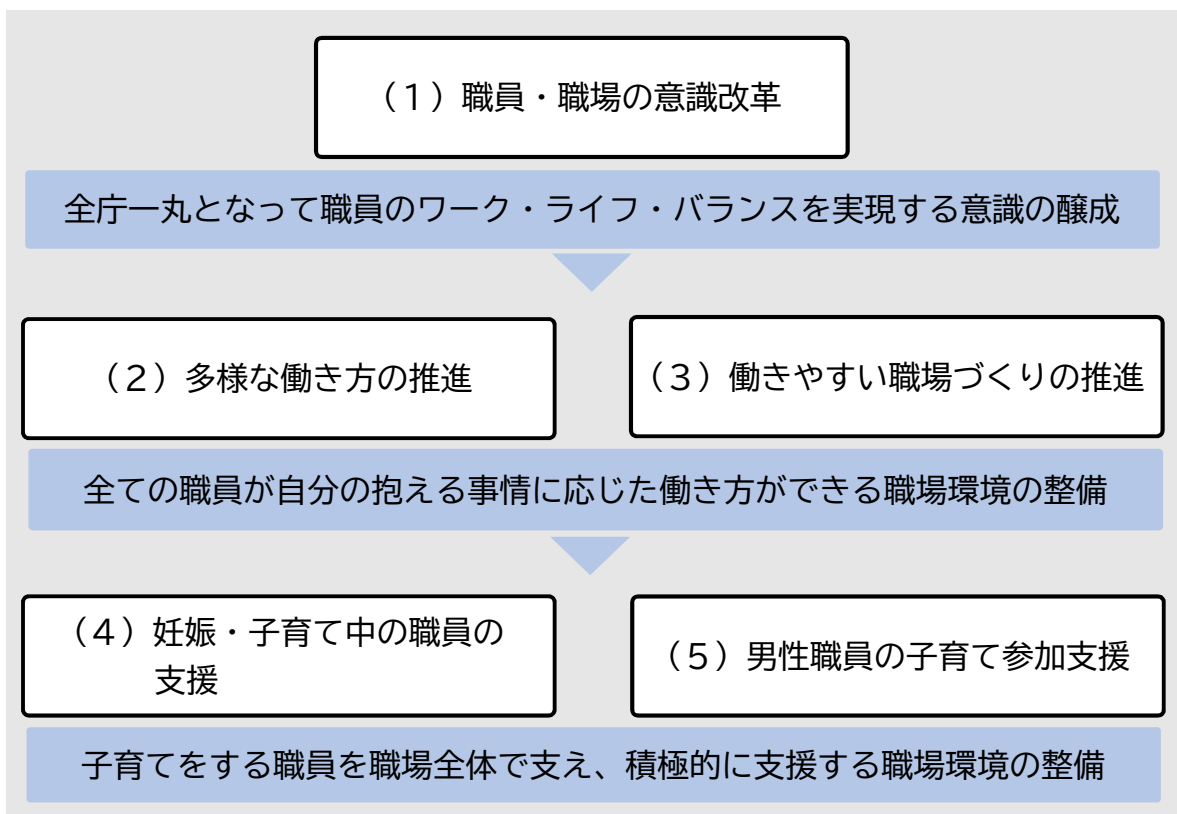 （１）職員・職場の意識改革
全庁一丸となって職員のワーク・ライフ・バランスを実現する意識の醸成
（２）多様な働き方の推進
（３）働きやすい職場づくりの推進
全ての職員が自分の抱える事情に応じた働き方ができる職場環境の整備
（４）妊娠・子育て中の職員の
支援
（５）男性職員の子育て参加支援
子育てをする職員を職場全体で支え、積極的に支援する職場環境の整備